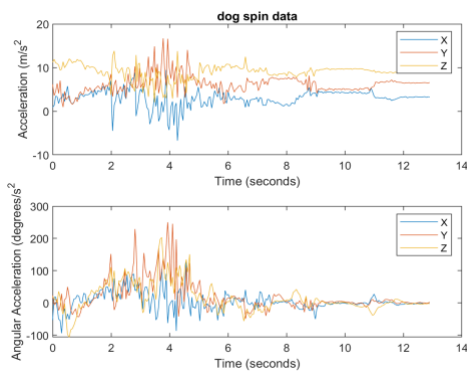 dog spin data
Acceleration (m/s²
20
10
0
-10
0 2 4 6 8 10 12 14
Time (seconds)
X
Y
Z
Angular Acceleration (degrees/s²
300
200
100
0
-100
0 2 4 6 8 10 12 14
Time (seconds)
X
Y
Z